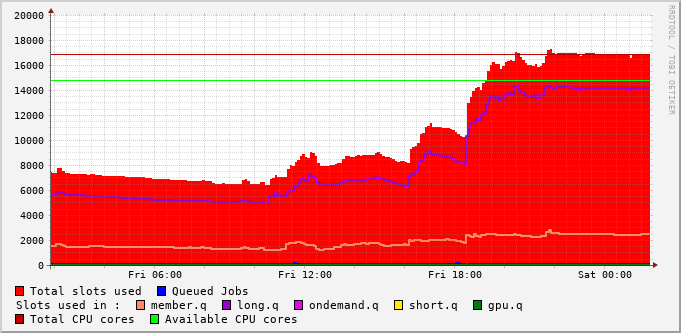 20000
18000
16000
14000
12000
10000
8000
6000
4000
2000
0
Fri 06:00 Fri 12:00 Fri 18:00 Sat 00:00
RRDTOOL / TOBI OETIKER
Total slots used Queued Jobs
Slots used in : member.q long.q ondemand.q short.q gpu.q
Total CPU cores Available CPU cores